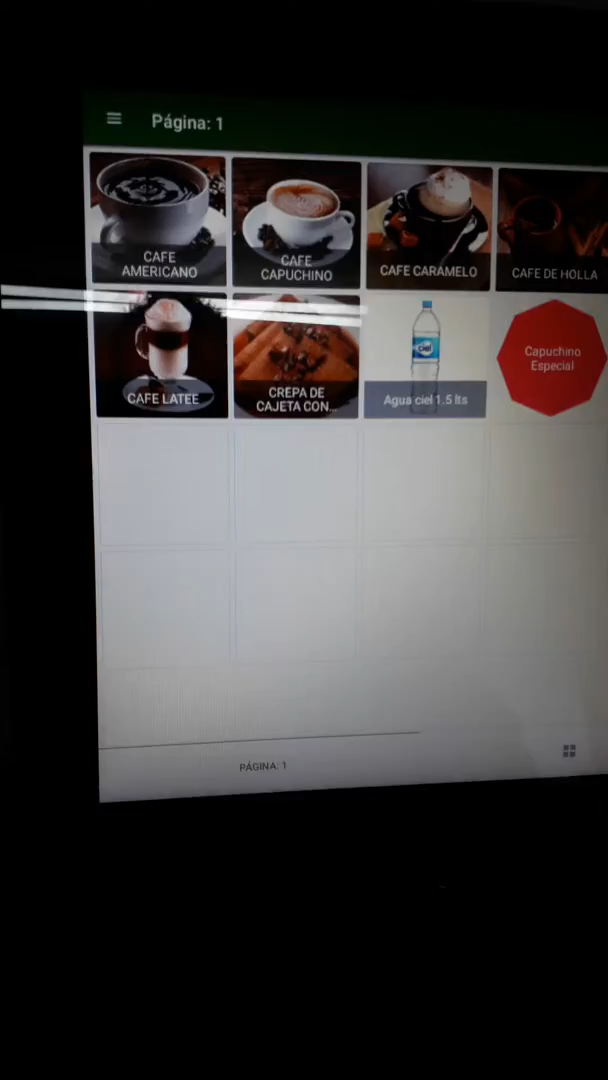 Página: 1
CAFE
AMERICANO
CAFE
CAPUCHINO
CAFE CARAMELO
CAFE DE HOLLA
CAFE LATEE
CREPA DE
CAJETA CON...
ciel
Agua ciel 1.5 lts
Capuchino
Especial
PÁGINA: 1